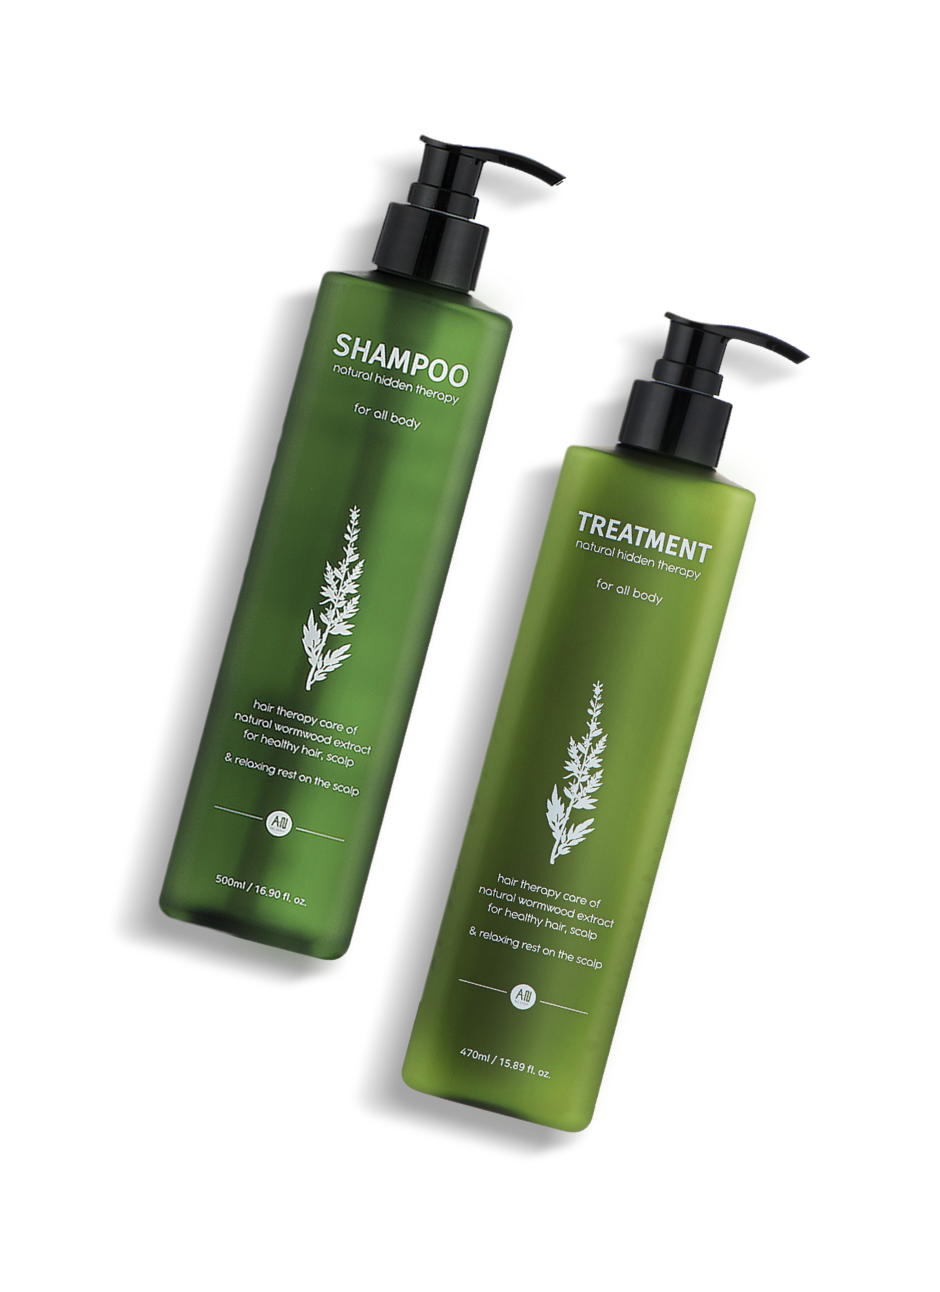 SHAMPOO
natural hidden therapy
for all body
hair therapy care of
natural wormwood extract
for healthy hair, scalp
& relaxing rest on the scalp
500ml / 16.90 fl. oz.
TREATMENT
natural hidden therapy
for all body
hair therapy care of
natural wormwood extract
for healthy hair, scalp
& relaxing rest on the scalp
470ml / 15.89 fl. oz.